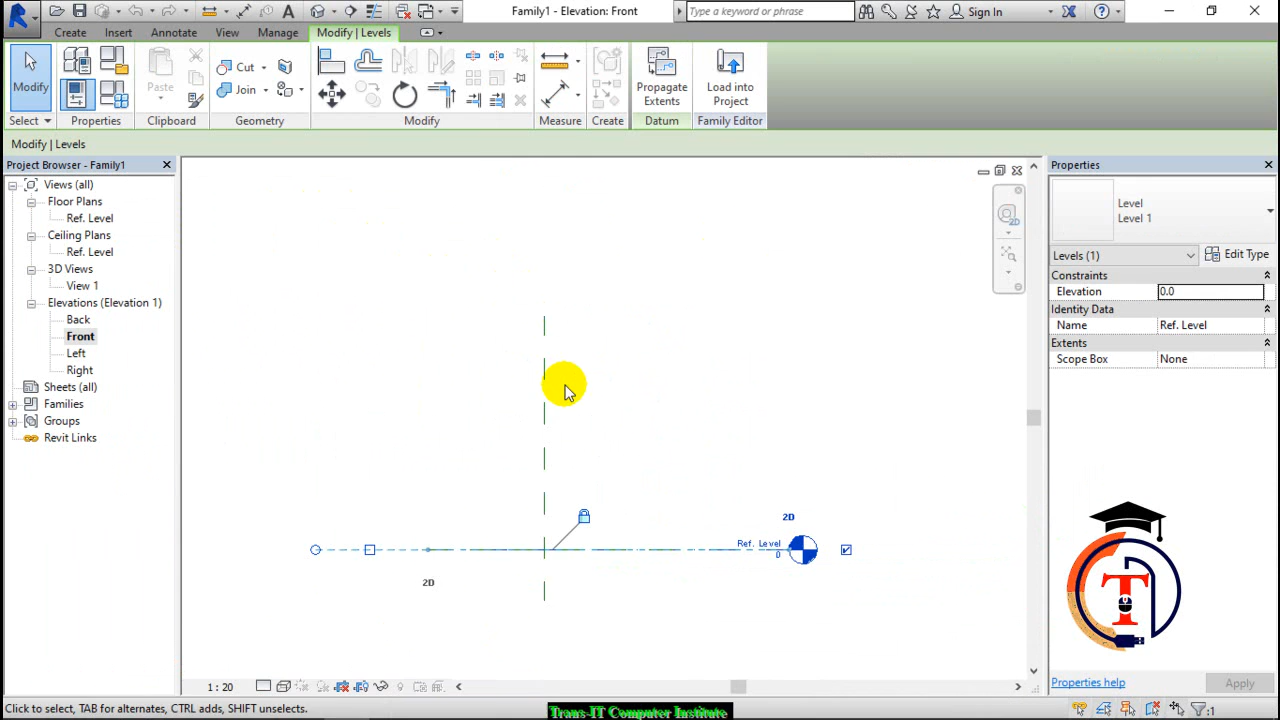 Family1 - Elevation: Front
Type a keyword or phrase
Sign In
Create
Insert
Annotate
View
Manage
Modify | Levels
Modify
Paste
Cut
Join
Propagate
Extents
Load into
Project
Select
Properties
Clipboard
Geometry
Modify
Measure
Create
Datum
Family Editor
Modify | Levels
Project Browser - Family1
Views (all)
Floor Plans
Ref. Level
Ceiling Plans
Ref. Level
3D Views
View 1
Elevations (Elevation 1)
Back
Front
Left
Right
Sheets (all)
Families
Groups
Revit Links
2D
2D
Ref. Level
0
2D
Properties
Level
Level 1
Levels (1)
Edit Type
Constraints
Elevation
0.0
Identity Data
Name
Ref. Level
Extents
Scope Box
None
T
Properties help
Apply
1 : 20
Click to select, TAB for alternates, CTRL adds, SHIFT unselects.
:1
Trans-IT Computer Institute